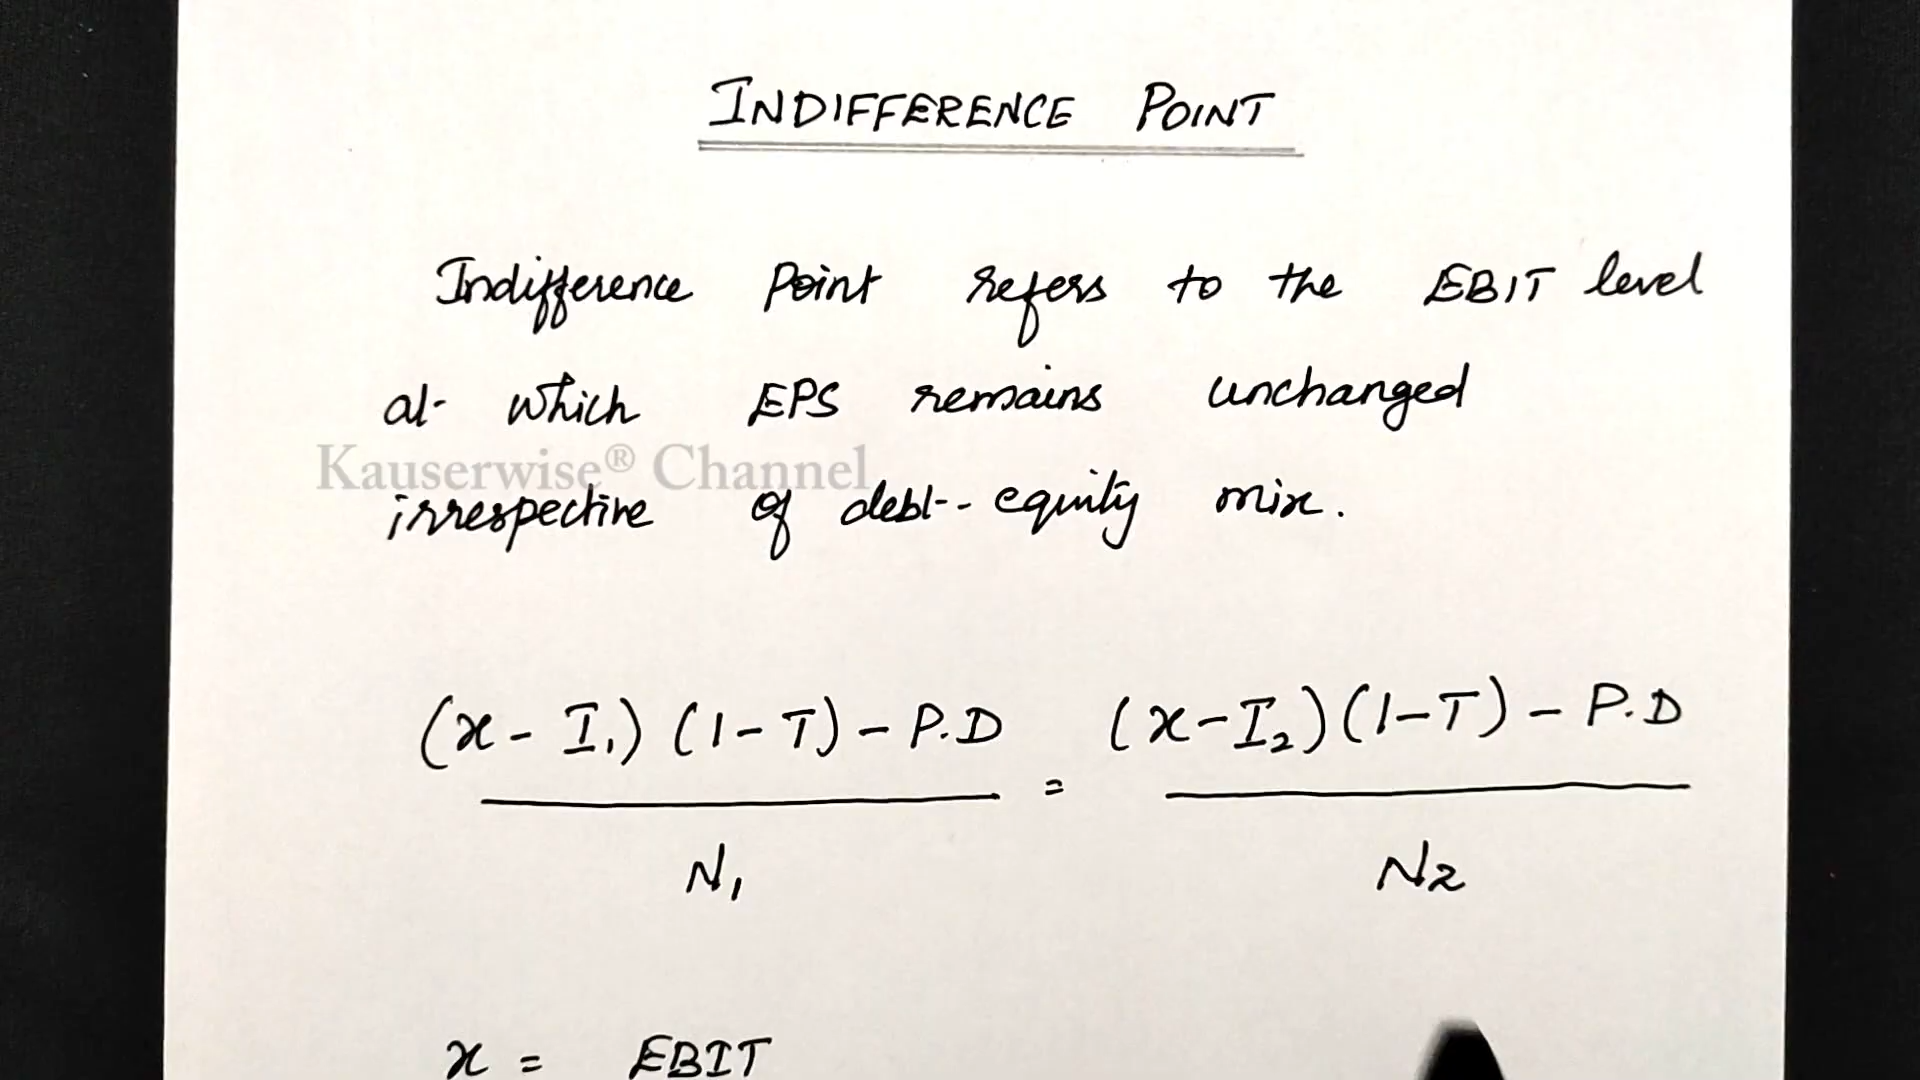 INDIFFERENCE POINT
Indifference Point refers to the EBIT level
at which EPS remains unchanged
Kauserwise® Channel
irrespective of debt-equity mix.
(x - I₁) (1 - T) - P.D = (x - I₂) (1 - T) - P.D
N₁ N₂
x = EBIT